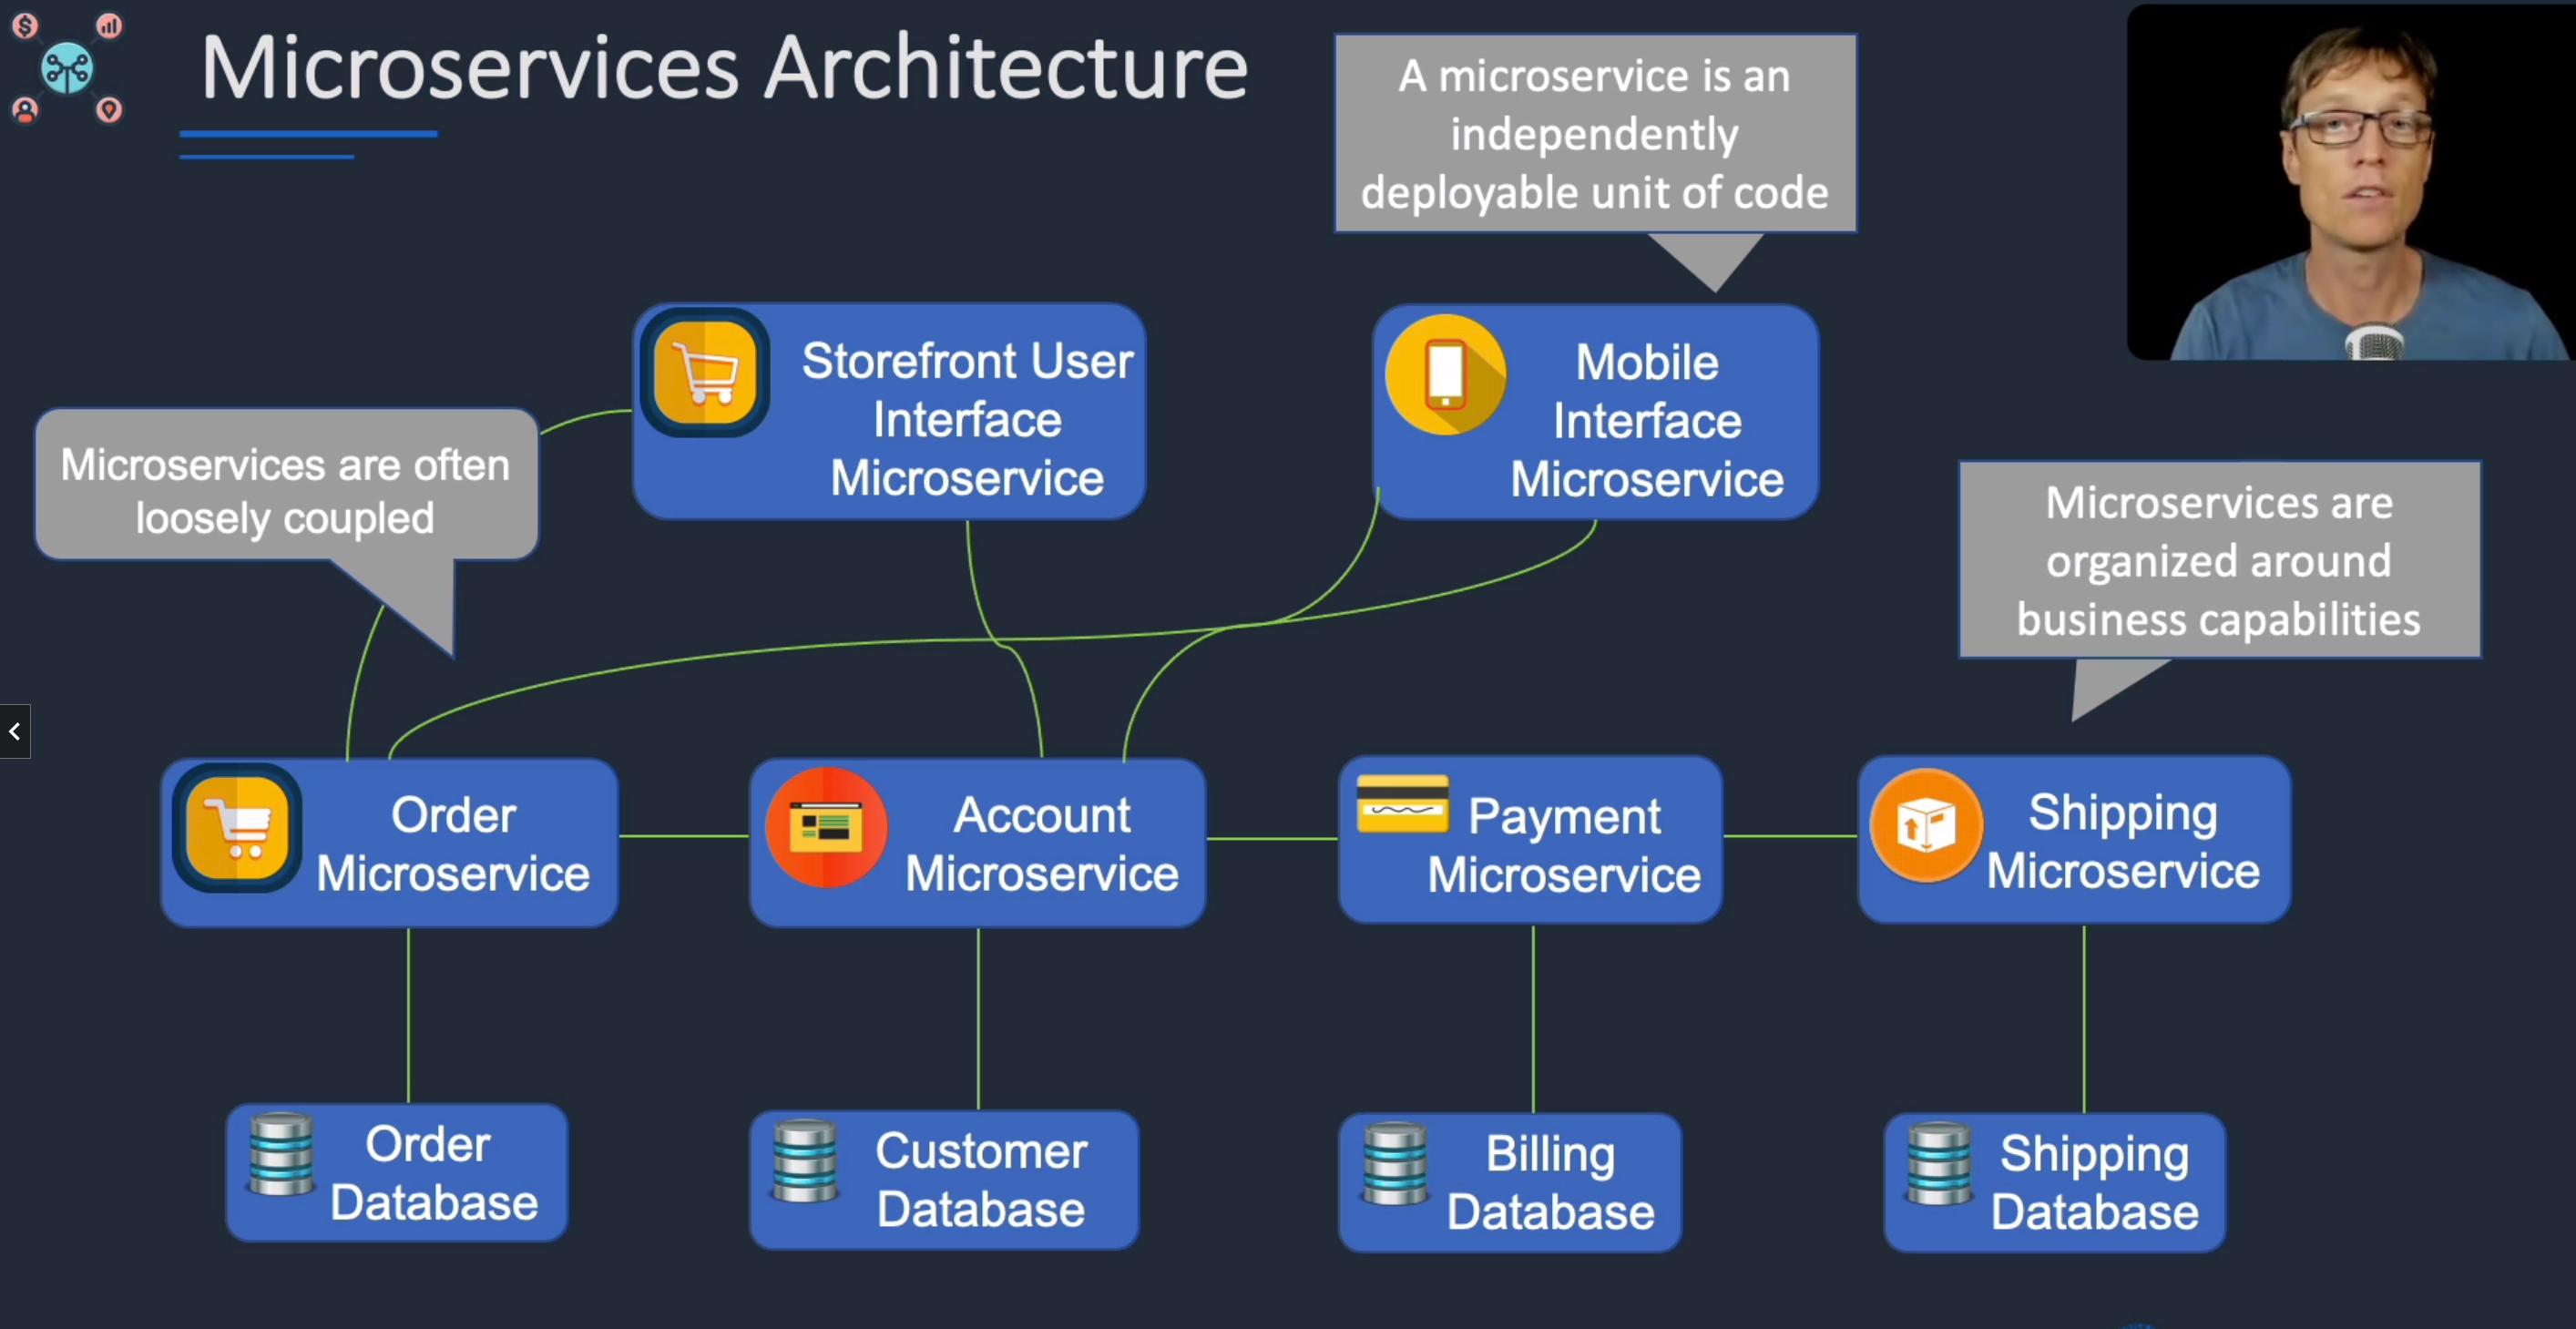 Microservices Architecture
A microservice is an
independently
deployable unit of code
Storefront User
Interface
Microservice
Mobile
Interface
Microservice
Microservices are often
loosely coupled
Microservices are
organized around
business capabilities
Order
Microservice
Account
Microservice
Payment
Microservice
Shipping
Microservice
Order
Database
Customer
Database
Billing
Database
Shipping
Database